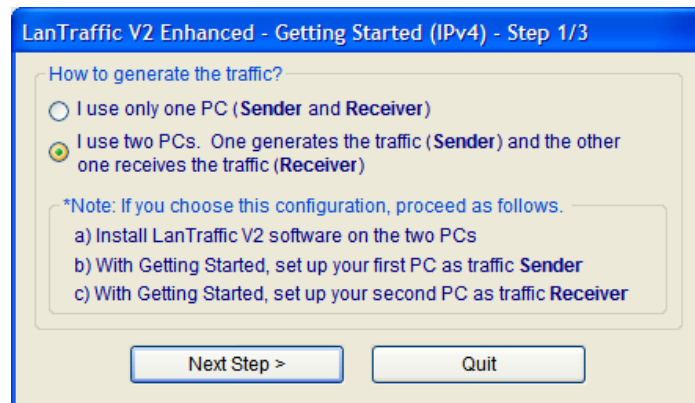 LanTraffic V2 Enhanced - Getting Started (IPv4) - Step 1/3
How to generate the traffic?
I use only one PC (Sender and Receiver)
I use two PCs. One generates the traffic (Sender) and the other
one receives the traffic (Receiver)
*Note: If you choose this configuration, proceed as follows.
a) Install LanTraffic V2 software on the two PCs
b) With Getting Started, set up your first PC as traffic Sender
c) With Getting Started, set up your second PC as traffic Receiver
Next Step >
Quit